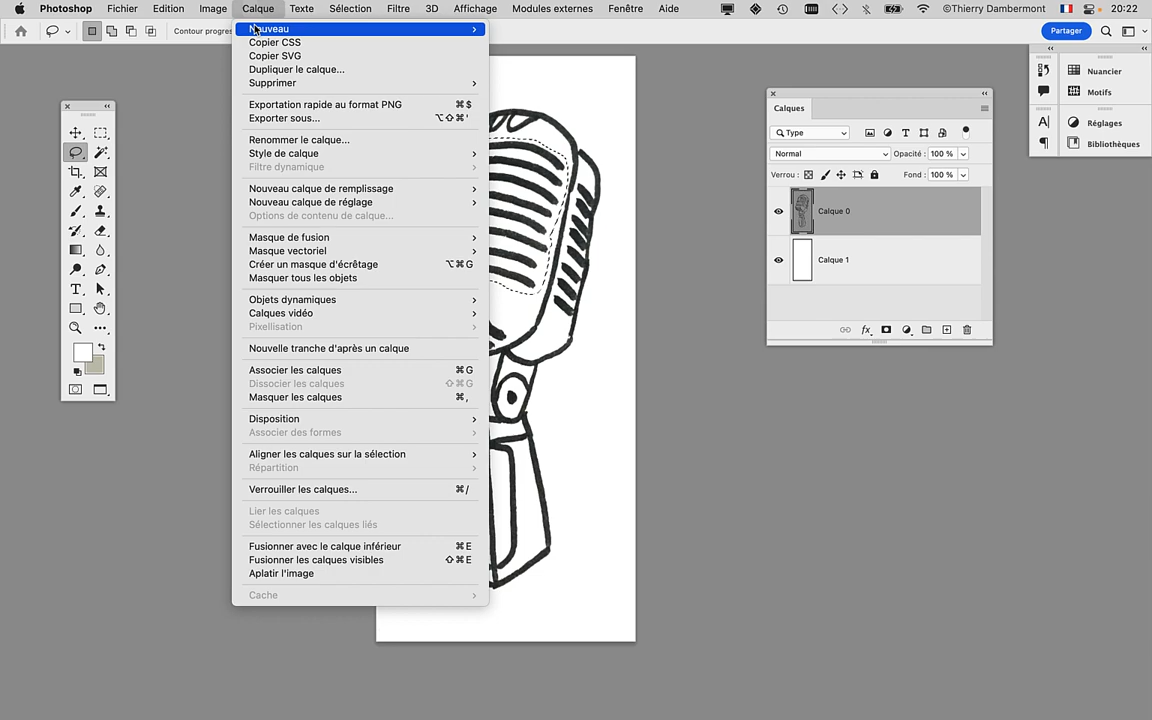 Photoshop Fichier Edition Image Calque Texte Sélection Filtre 3D Affichage Modules externes Fenêtre Aide ©Thierry Dambermont 20:22
Contour progres
Partager
Nouveau
Copier CSS
Copier SVG
Dupliquer le calque...
Supprimer
Exportation rapide au format PNG ⌘$
Exporter sous... ⌥⇧⌘'
Renommer le calque...
Style de calque
Filtre dynamique
Nouveau calque de remplissage
Nouveau calque de réglage
Options de contenu de calque...
Masque de fusion
Masque vectoriel
Créer un masque d'écrêtage ⌥⌘G
Masquer tous les objets
Objets dynamiques
Calques vidéo
Pixellisation
Nouvelle tranche d'après un calque
Associer les calques ⌘G
Dissocier les calques ⇧⌘G
Masquer les calques ⌘,
Disposition
Associer des formes
Aligner les calques sur la sélection
Répartition
Verrouiller les calques... ⌘/
Lier les calques
Sélectionner les calques liés
Fusionner avec le calque inférieur ⌘E
Fusionner les calques visibles ⇧⌘E
Aplatir l'image
Cache
Calques
Type
Normal Opacité : 100 %
Verrou : Fond : 100 %
Calque 0
Calque 1
Nuancier
Motifs
Réglages
Bibliothèques